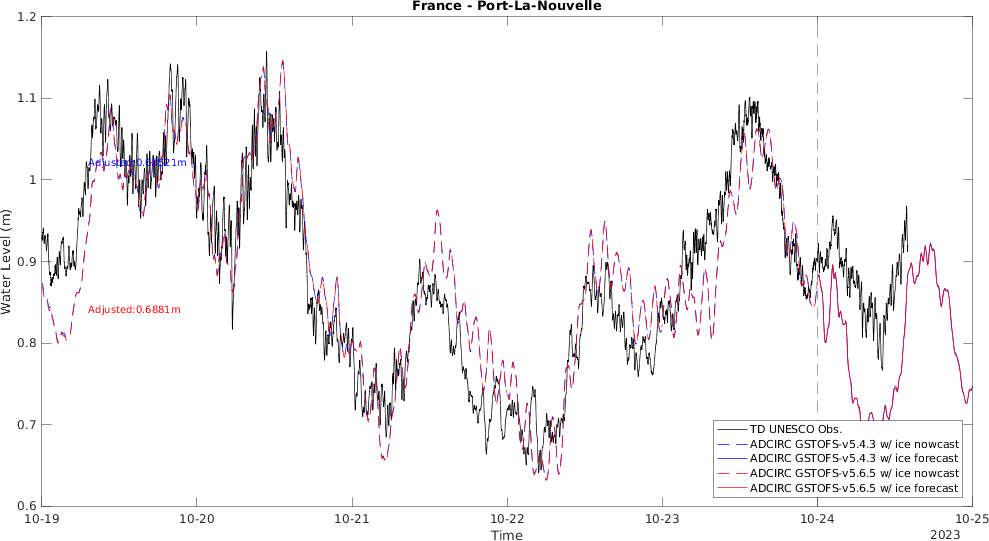 France - Port-La-Nouvelle
1.2
1.1
1
0.9
0.8
0.7
0.6
Water Level (m)
Adjusted:0.6881m
TD UNESCO Obs.
ADCIRC GSTOFS-v5.4.3 w/ ice nowcast
ADCIRC GSTOFS-v5.4.3 w/ ice forecast
ADCIRC GSTOFS-v5.6.5 w/ ice nowcast
ADCIRC GSTOFS-v5.6.5 w/ ice forecast
10-19
10-20
10-21
10-22
10-23
10-24
10-25
Time
2023